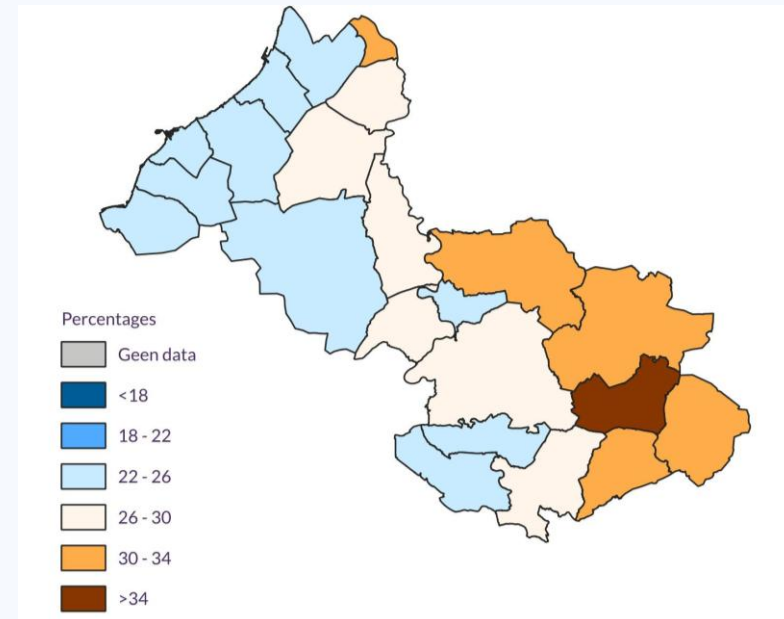 Percentages
Geen data
<18
18 - 22
22 - 26
26 - 30
30 - 34
>34